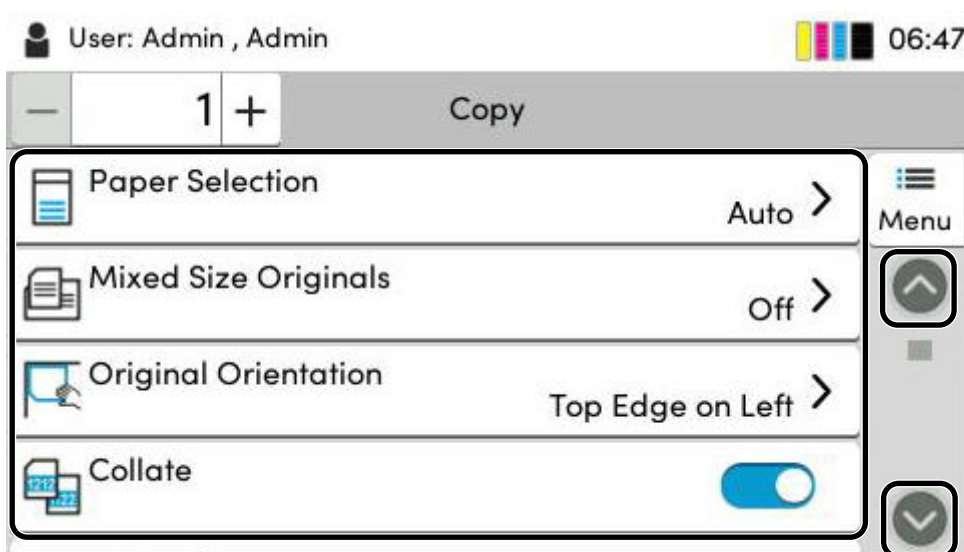 User: Admin , Admin
06:47
1
Copy
Paper Selection
Auto
Menu
Mixed Size Originals
Off
Original Orientation
Top Edge on Left
Collate